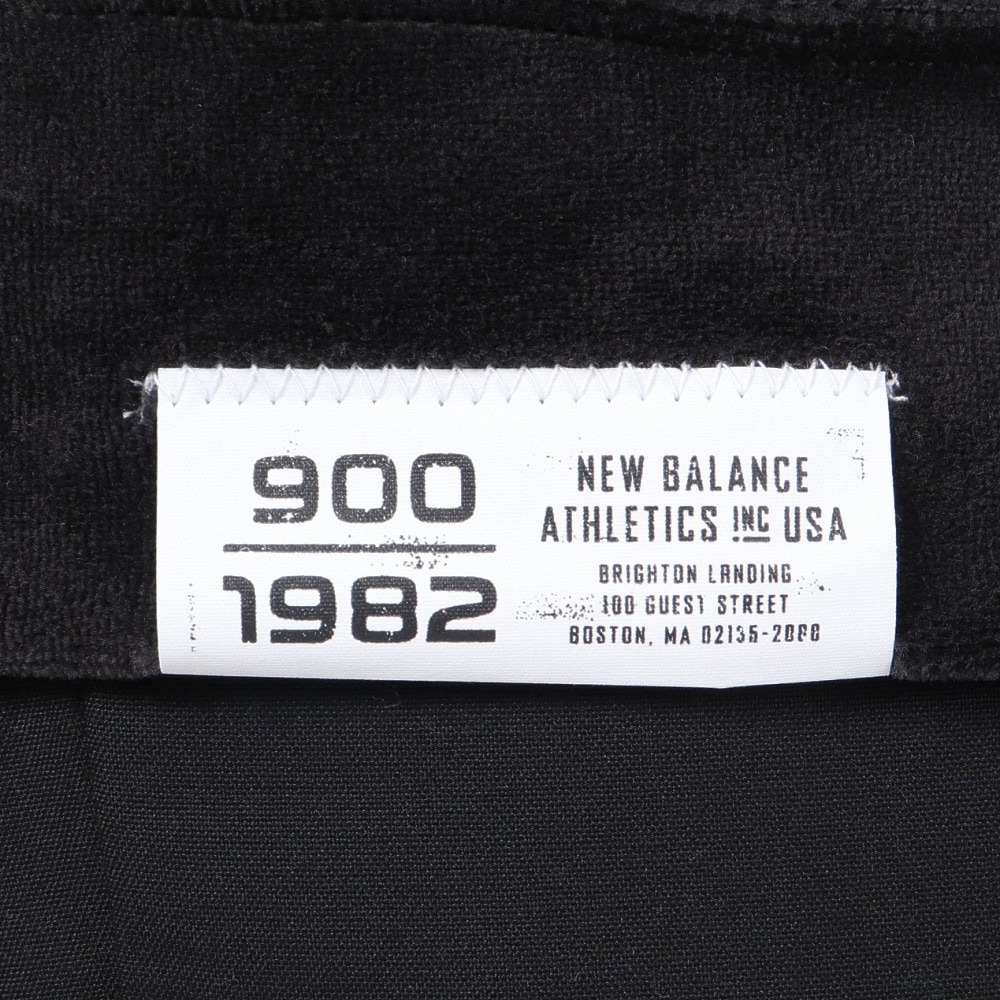 900
1982
NEW BALANCE
ATHLETICS INC USA
BRIGHTON LANDING
100 GUEST STREET
BOSTON, MA 02135-2088